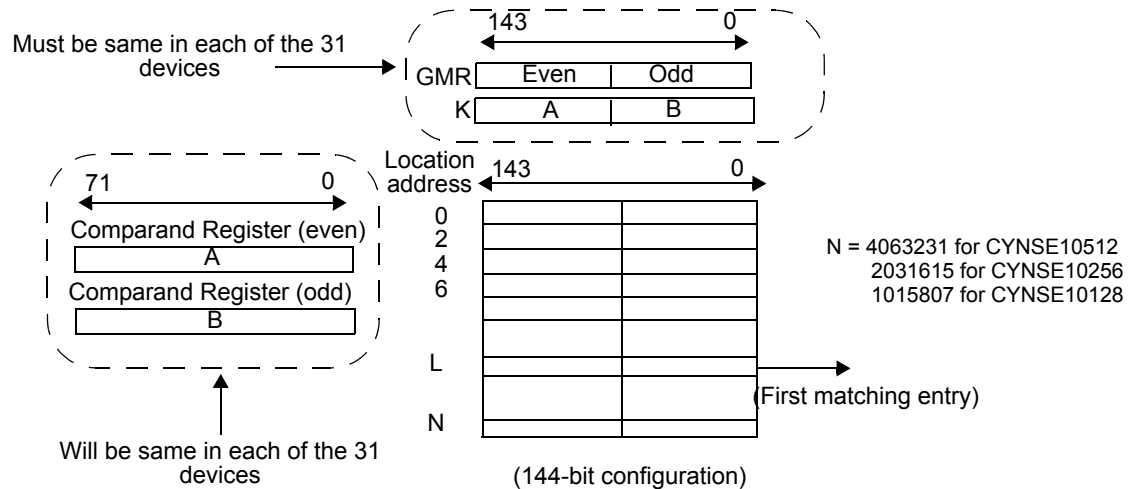 Must be same in each of the 31
devices
143 0
GMR Even Odd
K A B
Location
address
143 0
71 0
Comparand Register (even)
A
Comparand Register (odd)
B
0
2
4
6
L
N
N = 4063231 for CYNSE10512
2031615 for CYNSE10256
1015807 for CYNSE10128
(First matching entry)
Will be same in each of the 31
devices
(144-bit configuration)